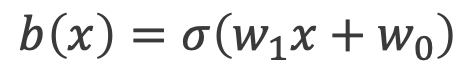 b(x) = σ(w₁x + w₀)